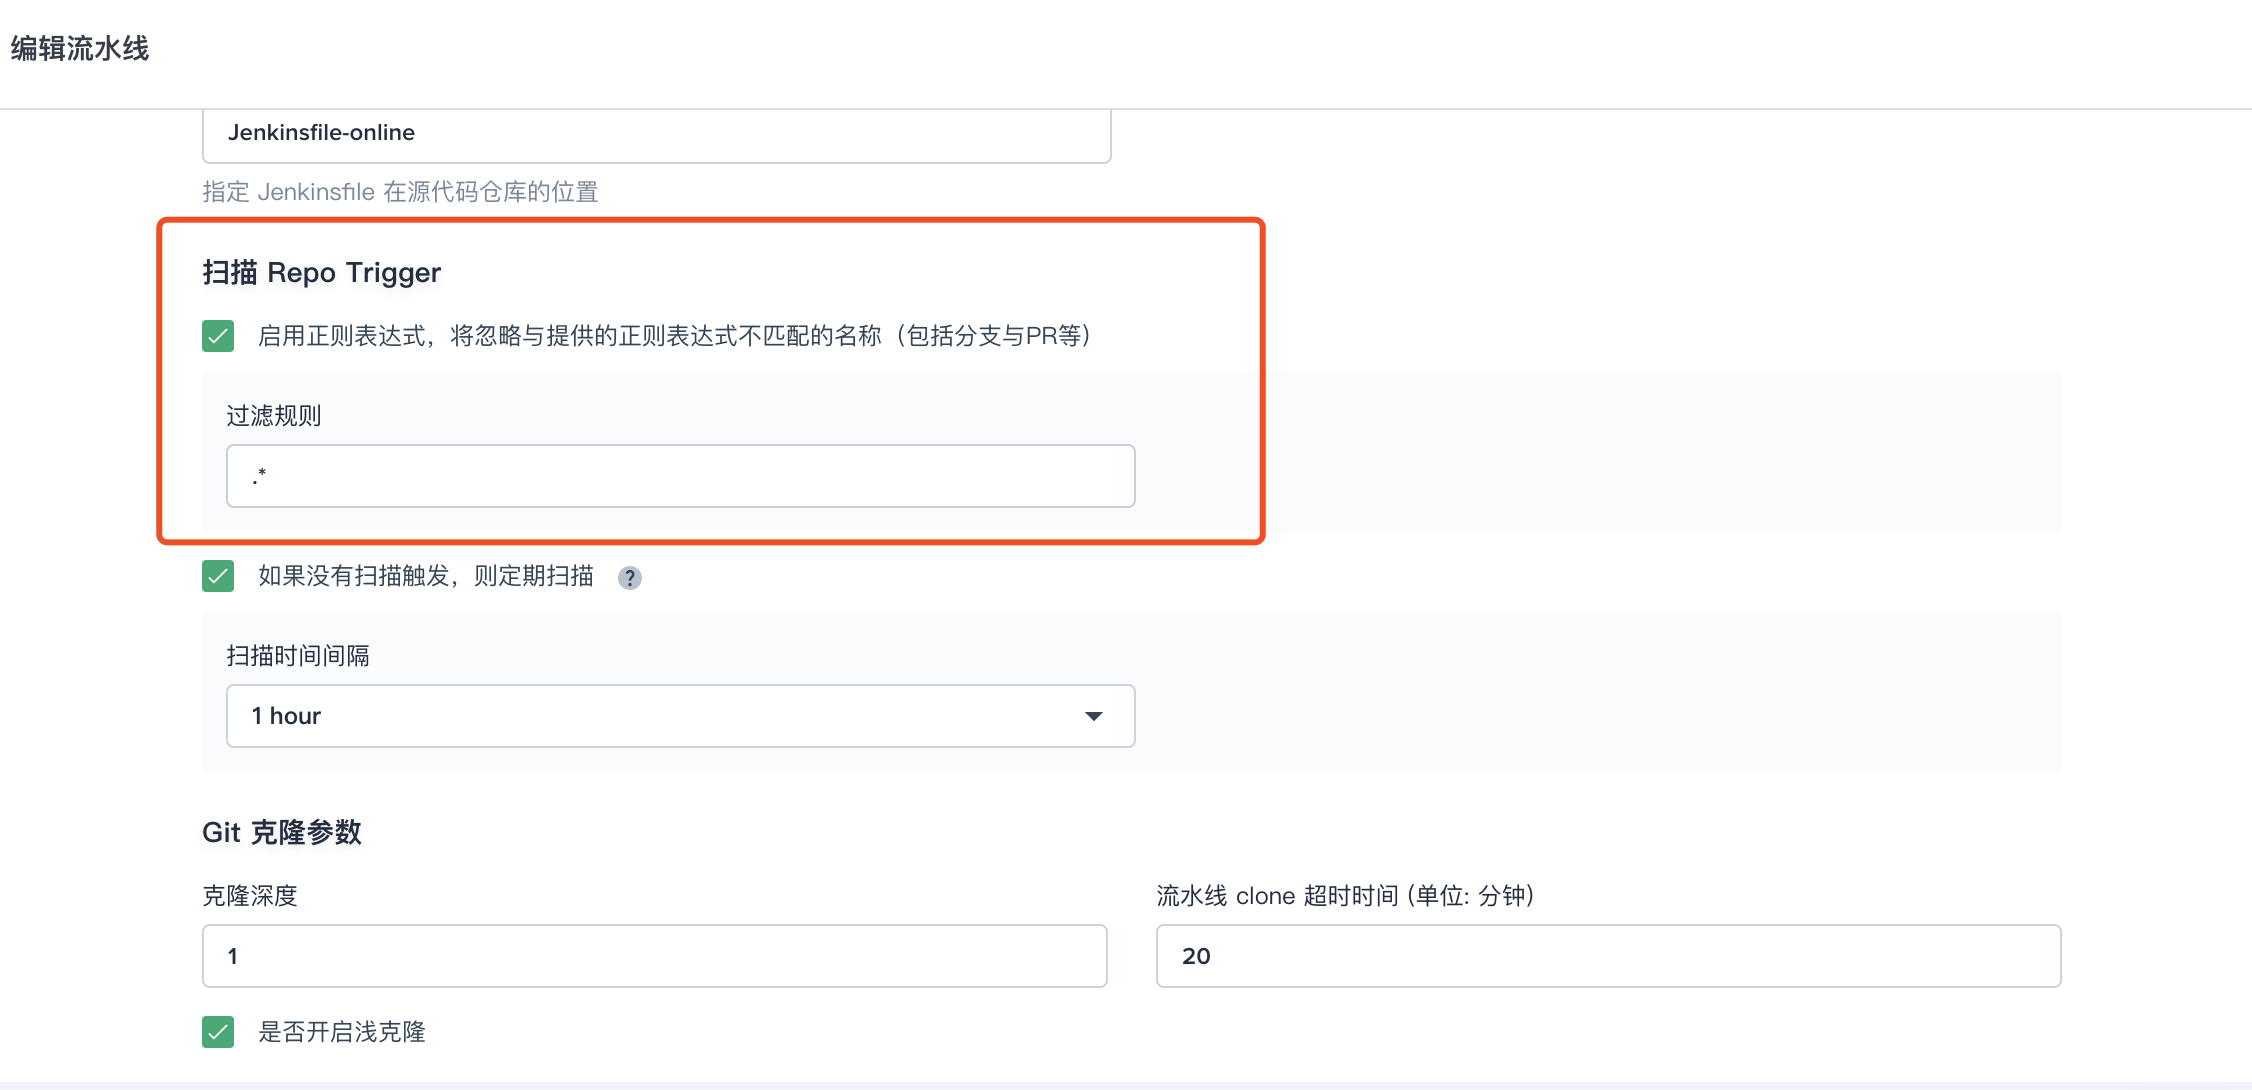 编辑流水线
Jenkinsfile-online
指定 Jenkinsfile 在源代码仓库的位置
扫描 Repo Trigger
启用正则表达式，将忽略与提供的正则表达式不匹配的名称（包括分支与PR等）
过滤规则
.*
如果没有扫描触发，则定期扫描 ?
扫描时间间隔
1 hour
Git 克隆参数
克隆深度
1
流水线 clone 超时时间 (单位: 分钟)
20
是否开启浅克隆